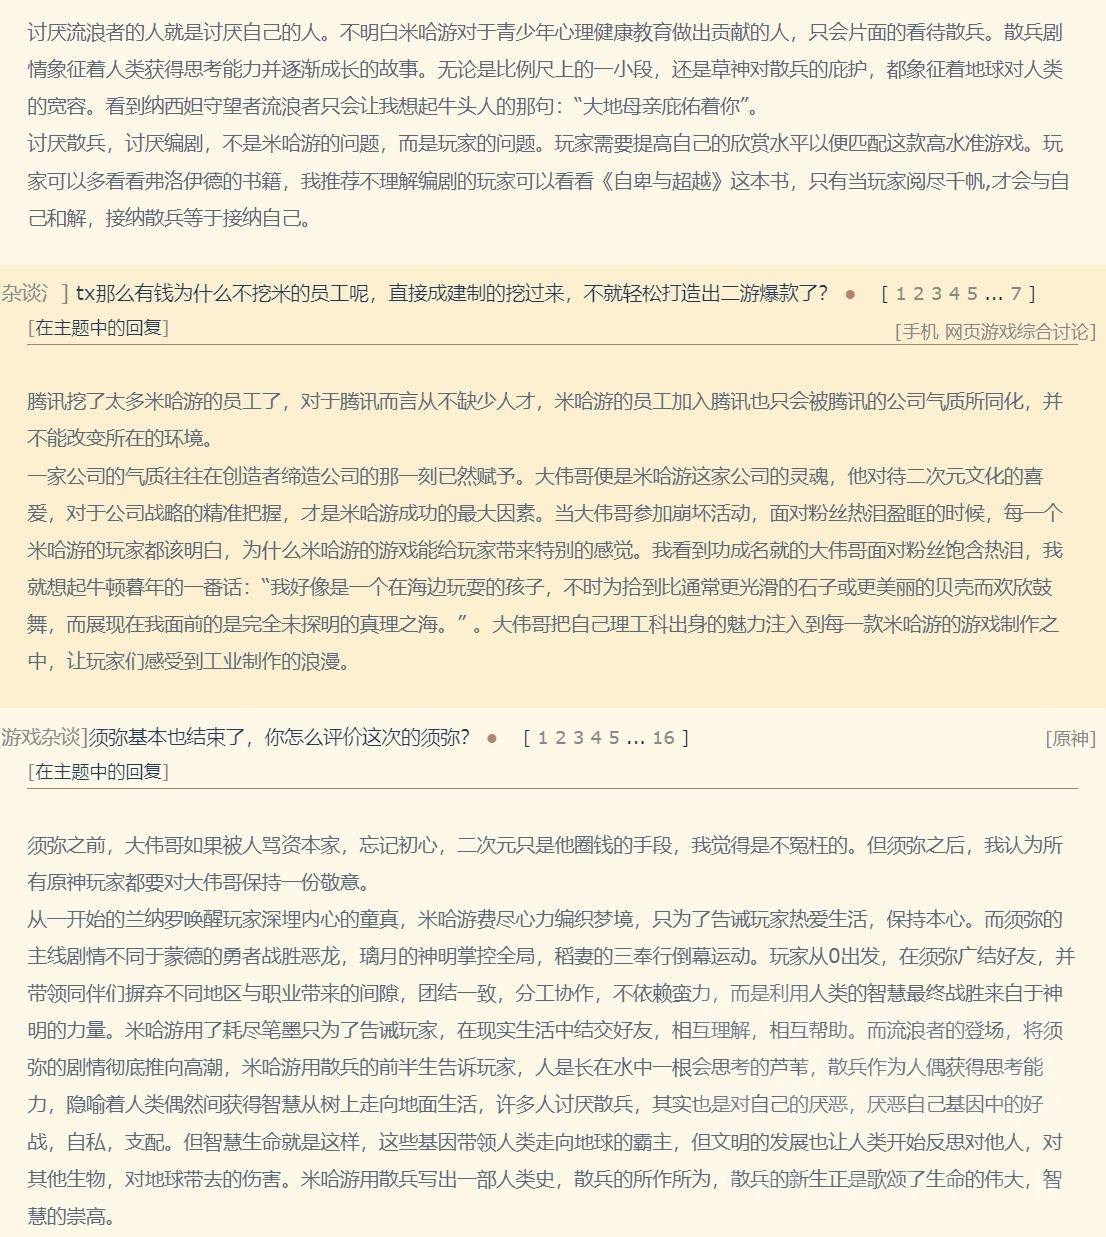 讨厌流浪者的人就是讨厌自己的人。不明白米哈游对于青少年心理健康教育做出贡献的人，只会片面的看待散兵。散兵剧
情象征着人类获得思考能力并逐渐成长的故事。无论是比例尺上的一小段，还是草神对散兵的庇护，都象征着地球对人类
的宽容。看到纳西妲守望者流浪者只会让我想起牛头人的那句：“大地母亲庇佑着你”。
讨厌散兵，讨厌编剧，不是米哈游的问题，而是玩家的问题。玩家需要提高自己的欣赏水平以便匹配这款高水准游戏。玩
家可以多看看弗洛伊德的书籍，我推荐不理解编剧的玩家可以看看《自卑与超越》这本书，只有当玩家阅尽千帆,才会与自
己和解，接纳散兵等于接纳自己。
杂谈氵] tx那么有钱为什么不挖米的员工呢，直接成建制的挖过来，不就轻松打造出二游爆款了？ ● [ 1 2 3 4 5 ... 7 ]
[在主题中的回复]
[手机 网页游戏综合讨论]
腾讯挖了太多米哈游的员工了，对于腾讯而言从不缺少人才，米哈游的员工加入腾讯也只会被腾讯的公司气质所同化，并
不能改变所在的环境。
一家公司的气质往往在创造者缔造公司的那一刻已然赋予。大伟哥便是米哈游这家公司的灵魂，他对待二次元文化的喜
爱，对于公司战略的精准把握，才是米哈游成功的最大因素。当大伟哥参加崩坏活动，面对粉丝热泪盈眶的时候，每一个
米哈游的玩家都该明白，为什么米哈游的游戏能给玩家带来特别的感觉。我看到功成名就的大伟哥面对粉丝饱含热泪，我
就想起牛顿暮年的一番话：“我好像是一个在海边玩耍的孩子，不时为拾到比通常更光滑的石子或更美丽的贝壳而欢欣鼓
舞，而展现在我面前的是完全未探明的真理之海。” 。大伟哥把自己理工科出身的魅力注入到每一款米哈游的游戏制作之
中，让玩家们感受到工业制作的浪漫。
游戏杂谈]须弥基本也结束了，你怎么评价这次的须弥？ ● [ 1 2 3 4 5 ... 16 ]
[原神]
[在主题中的回复]
须弥之前，大伟哥如果被人骂资本家，忘记初心，二次元只是他圈钱的手段，我觉得是不冤枉的。但须弥之后，我认为所
有原神玩家都要对大伟哥保持一份敬意。
从一开始的兰纳罗唤醒玩家深埋内心的童真，米哈游费尽心力编织梦境，只为了告诫玩家热爱生活，保持本心。而须弥的
主线剧情不同于蒙德的勇者战胜恶龙，璃月的神明掌控全局，稻妻的三奉行倒幕运动。玩家从0出发，在须弥广结好友，并
带领同伴们摒弃不同地区与职业带来的间隙，团结一致，分工协作，不依赖蛮力，而是利用人类的智慧最终战胜来自于神
明的力量。米哈游用了耗尽笔墨只为了告诫玩家，在现实生活中结交好友，相互理解，相互帮助。而流浪者的登场，将须
弥的剧情彻底推向高潮，米哈游用散兵的前半生告诉玩家，人是长在水中一根会思考的芦苇，散兵作为人偶获得思考能
力，隐喻着人类偶然间获得智慧从树上走向地面生活，许多人讨厌散兵，其实也是对自己的厌恶，厌恶自己基因中的好
战，自私，支配。但智慧生命就是这样，这些基因带领人类走向地球的霸主，但文明的发展也让人类开始反思对他人，对
其他生物，对地球带去的伤害。米哈游用散兵写出一部人类史，散兵的所作所为，散兵的新生正是歌颂了生命的伟大，智
慧的崇高。